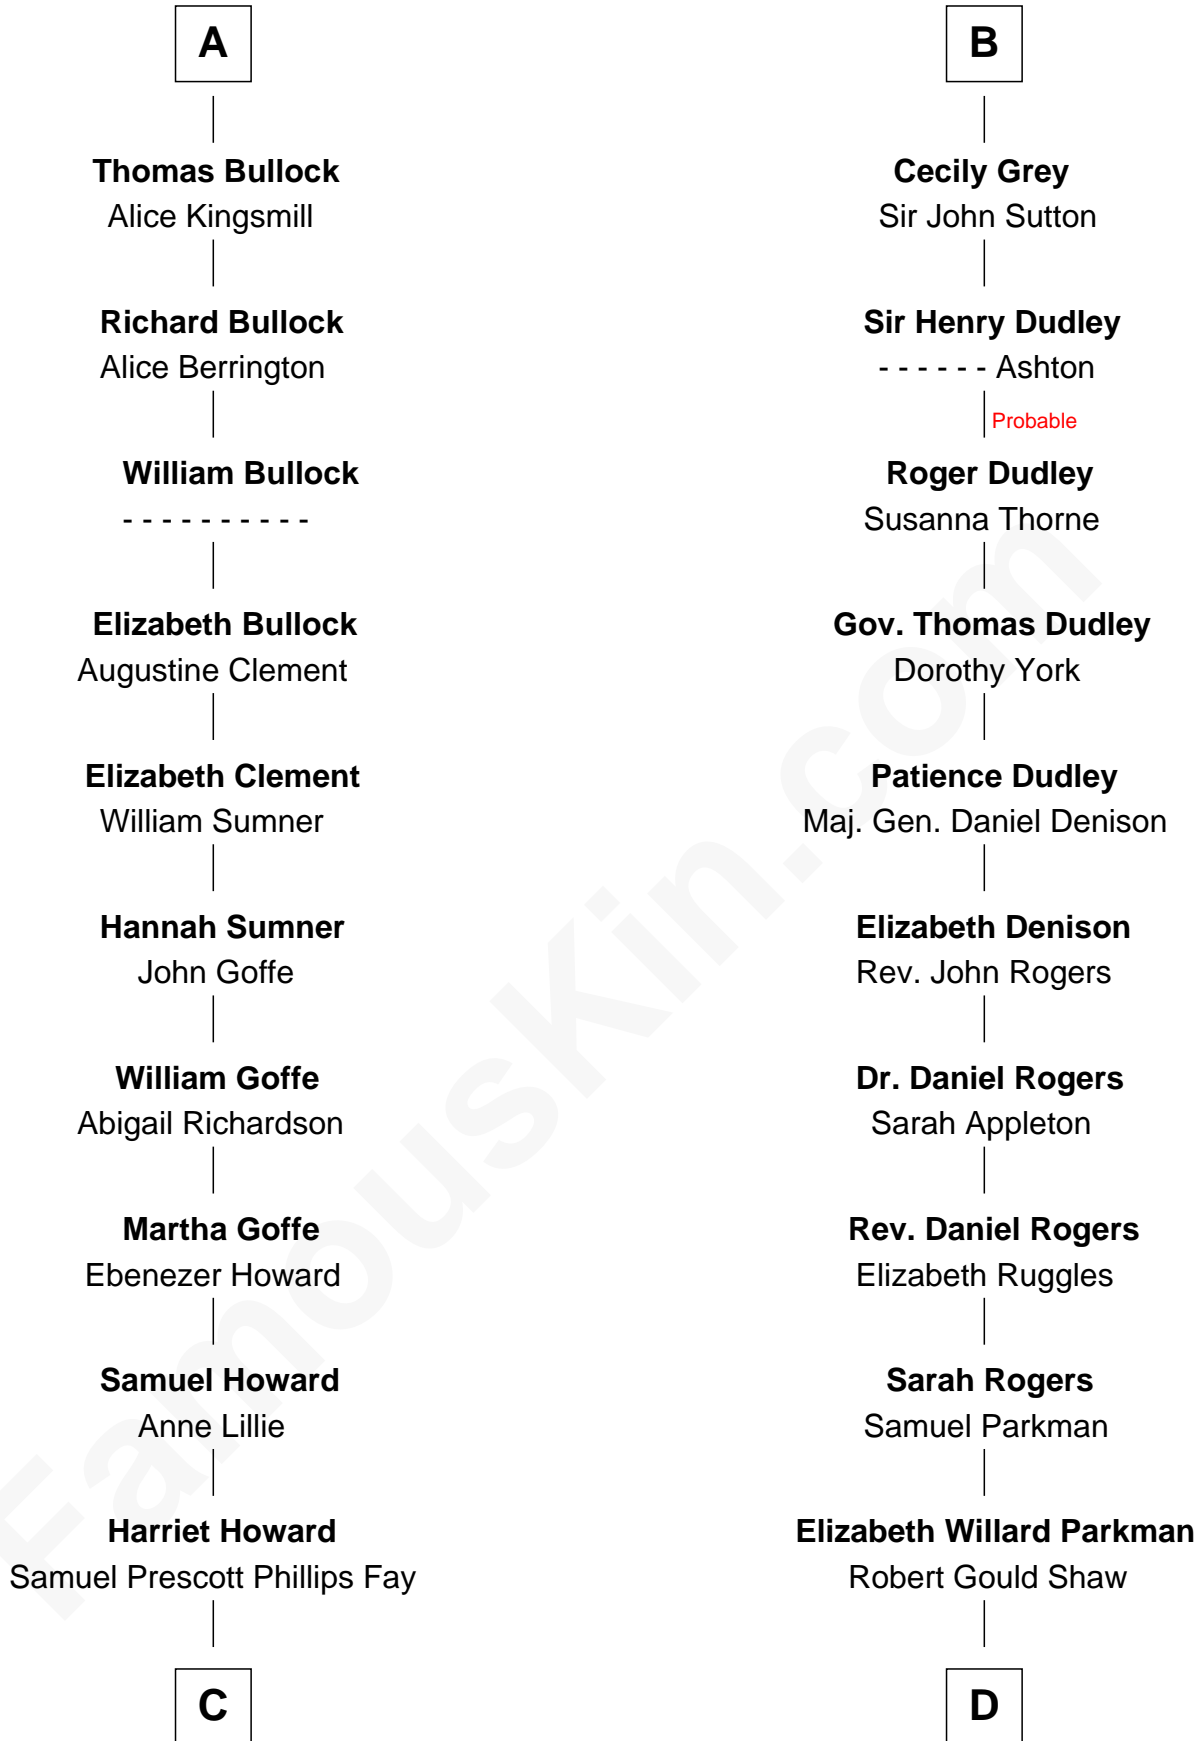 A
Thomas Bullock
Alice Kingsmill
Richard Bullock
Alice Berrington
William Bullock
- - - - - - - - - -
Elizabeth Bullock
Augustine Clement
Elizabeth Clement
William Sumner
Hannah Sumner
John Goffe
William Goffe
Abigail Richardson
Martha Goffe
Ebenezer Howard
Samuel Howard
Anne Lillie
Harriet Howard
Samuel Prescott Phillips Fay
C
B
Cecily Grey
Sir John Sutton
Sir Henry Dudley
- - - - - - Ashton
Probable
Roger Dudley
Susanna Thorne
Gov. Thomas Dudley
Dorothy York
Patience Dudley
Maj. Gen. Daniel Denison
Elizabeth Denison
Rev. John Rogers
Dr. Daniel Rogers
Sarah Appleton
Rev. Daniel Rogers
Elizabeth Ruggles
Sarah Rogers
Samuel Parkman
Elizabeth Willard Parkman
Robert Gould Shaw
D
FamousKin.com